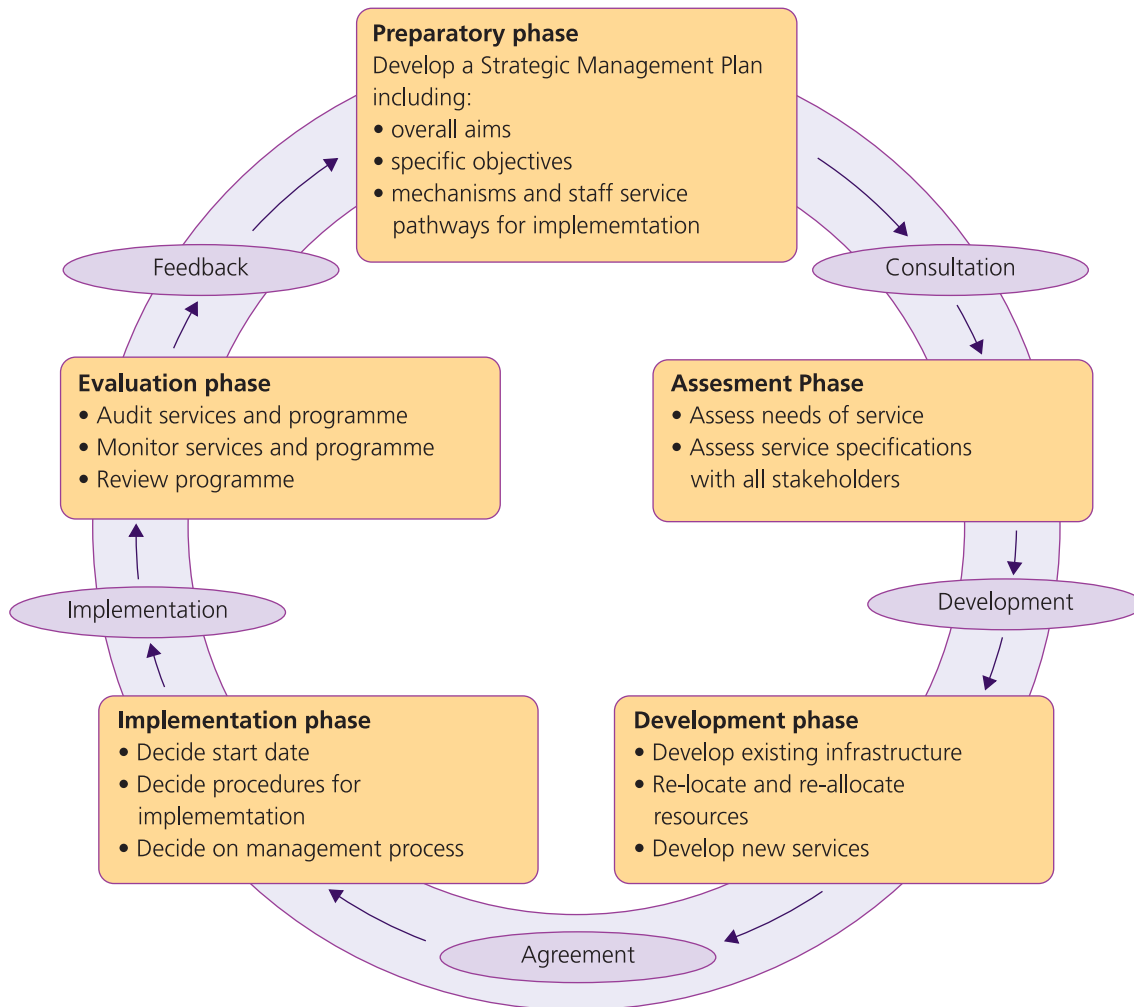 Preparatory phase
Develop a Strategic Management Plan
including:
• overall aims
• specific objectives
• mechanisms and staff service
pathways for implememtation
Consultation
Assesment Phase
• Assess needs of service
• Assess service specifications
with all stakeholders
Development
Development phase
• Develop existing infrastructure
• Re-locate and re-allocate
resources
• Develop new services
Agreement
Implementation phase
• Decide start date
• Decide procedures for
implememtation
• Decide on management process
Implementation
Evaluation phase
• Audit services and programme
• Monitor services and programme
• Review programme
Feedback